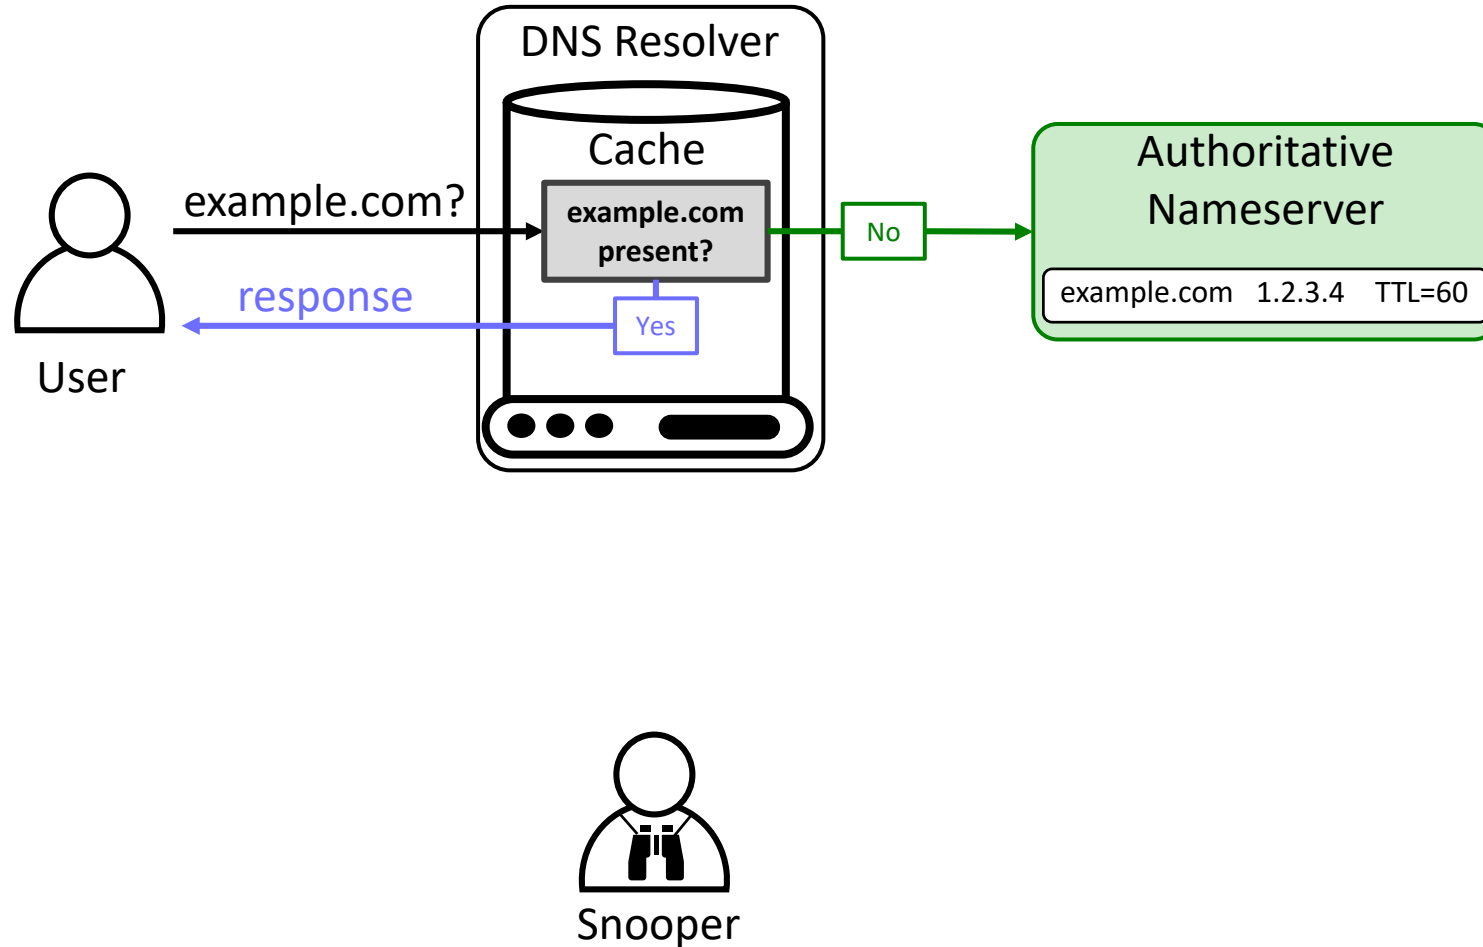 DNS Resolver
Cache
example.com?
example.com
present?
No
Authoritative
Nameserver
example.com 1.2.3.4 TTL=60
response
Yes
User
Snooper